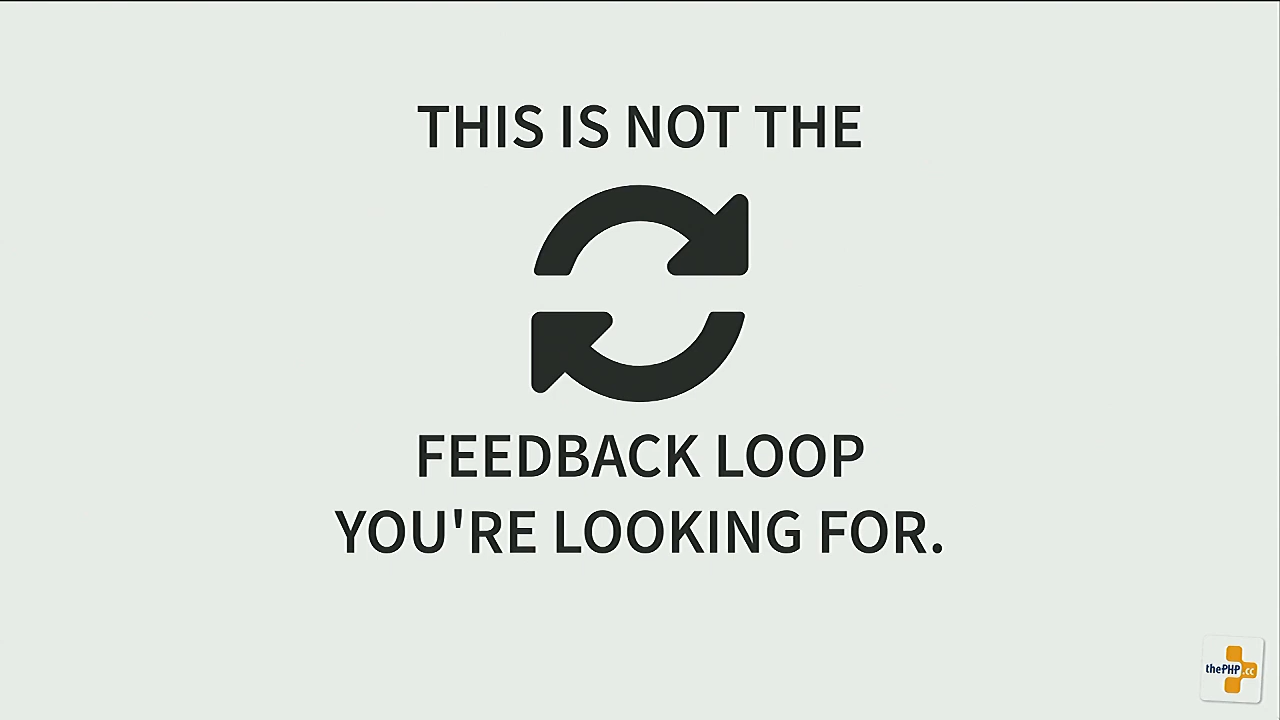 THIS IS NOT THE
FEEDBACK LOOP
YOU'RE LOOKING FOR.
thePHP.cc